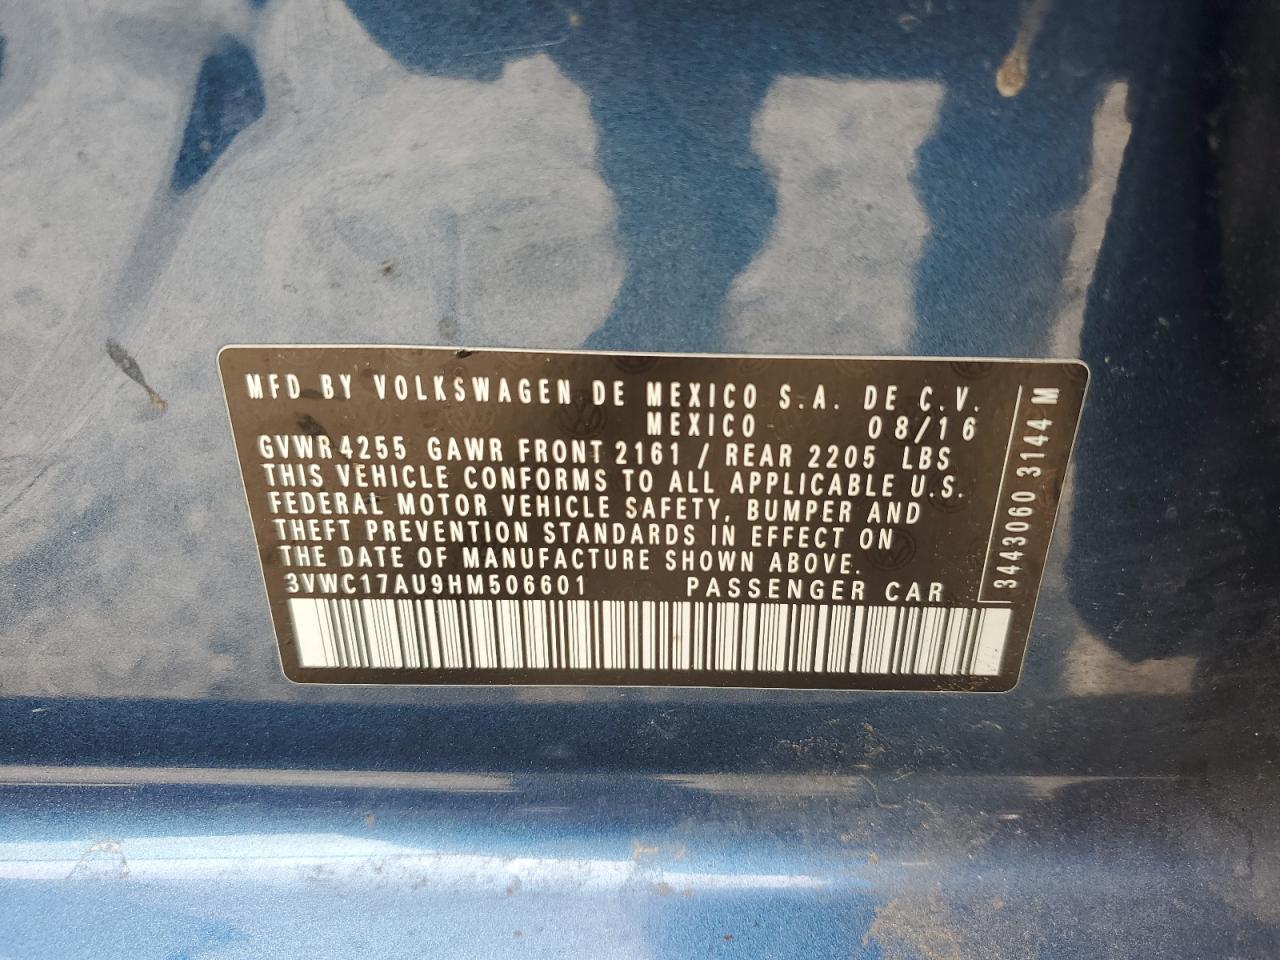 MFD BY VOLKSWAGEN DE MEXICO S.A. DE C.V.
MEXICO 08/16
GVWR 4255 GAWR FRONT 2161 / REAR 2205 LBS
THIS VEHICLE CONFORMS TO ALL APPLICABLE U.S.
FEDERAL MOTOR VEHICLE SAFETY, BUMPER AND
THEFT PREVENTION STANDARDS IN EFFECT ON
THE DATE OF MANUFACTURE SHOWN ABOVE.
3VWC17AU9HM506601 PASSENGER CAR
3443060 3144 M